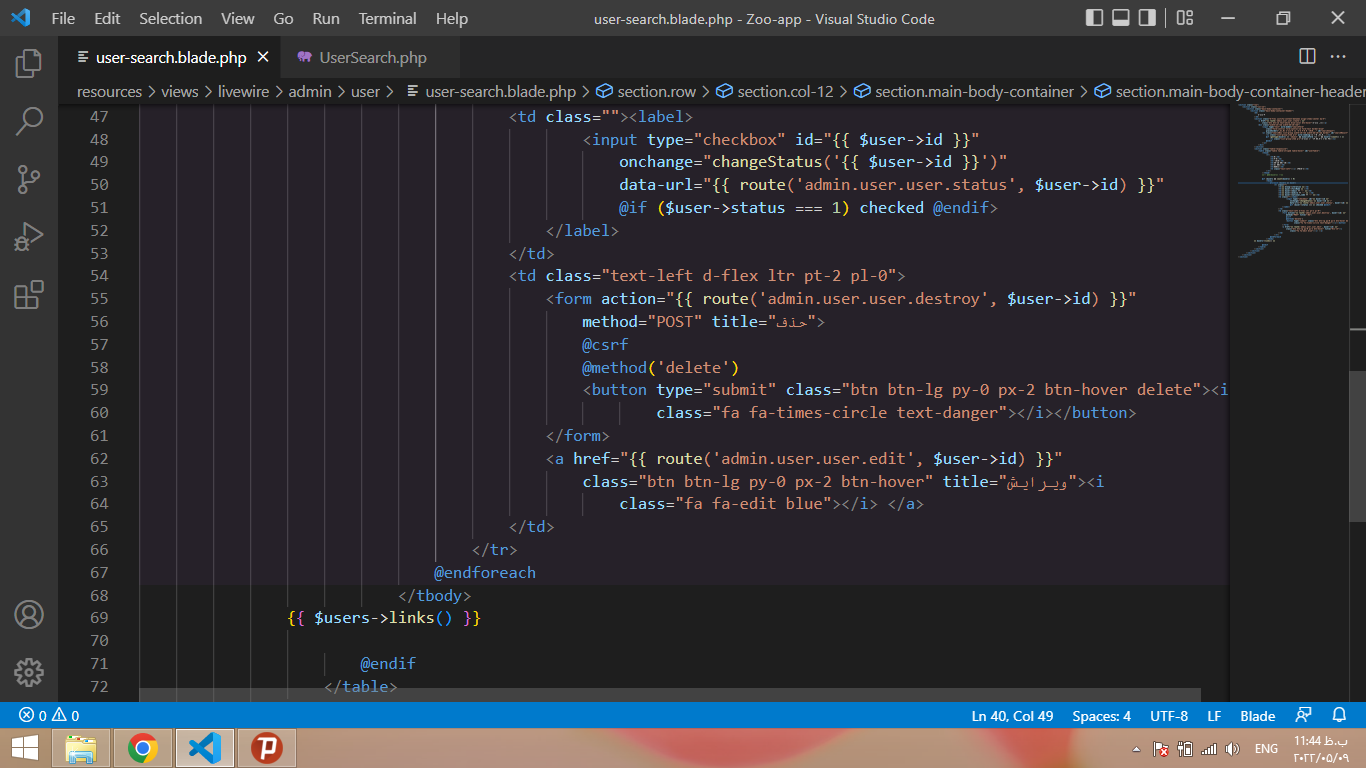 File Edit Selection View Go Run Terminal Help user-search.blade.php - Zoo-app - Visual Studio Code
user-search.blade.php UserSearch.php
resources > views > livewire > admin > user > user-search.blade.php > section.row > section.col-12 > section.main-body-container > section.main-body-container-header
47 <td class=""><label>
48 <input type="checkbox" id="{{ $user->id }}"
49 onchange="changeStatus('{{ $user->id }}')"
50 data-url="{{ route('admin.user.user.status', $user->id) }}"
51 @if ($user->status === 1) checked @endif>
52 </label>
53 </td>
54 <td class="text-left d-flex ltr pt-2 pl-0">
55 <form action="{{ route('admin.user.user.destroy', $user->id) }}"
56 method="POST" title="حذف">
57 @csrf
58 @method('delete')
59 <button type="submit" class="btn btn-lg py-0 px-2 btn-hover delete"><i
60 class="fa fa-times-circle text-danger"></i></button>
61 </form>
62 <a href="{{ route('admin.user.user.edit', $user->id) }}"
63 class="btn btn-lg py-0 px-2 btn-hover" title="ویرایش"><i
64 class="fa fa-edit blue"></i> </a>
65 </td>
66 </tr>
67 @endforeach
68 </tbody>
69 {{ $users->links() }}
70
71 @endif
72 </table>
0 0 Ln 40, Col 49 Spaces: 4 UTF-8 LF Blade
ENG 11:44 ب.ظ
۲۰۲۲/۰۵/۰۹